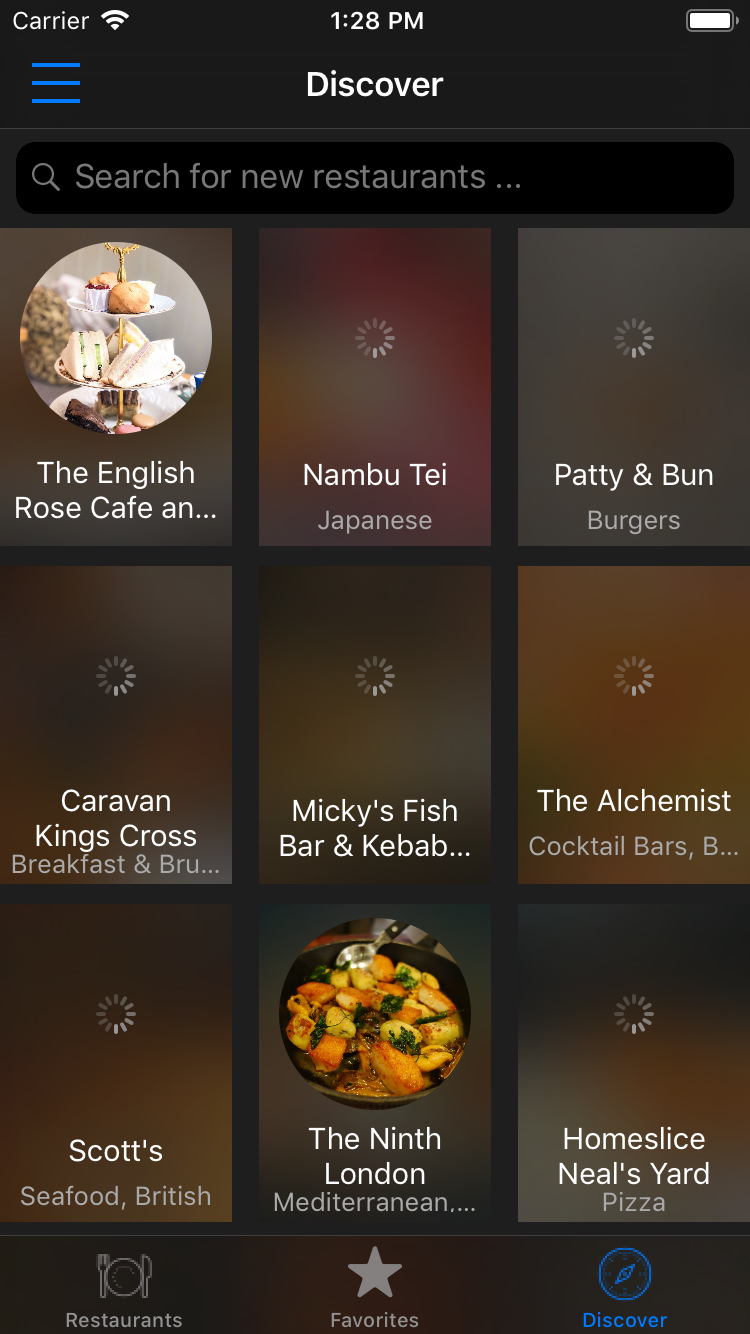 Carrier 1:28 PM
Discover
Search for new restaurants ...
The English
Rose Cafe an...
Nambu Tei
Japanese
Patty & Bun
Burgers
Caravan
Kings Cross
Breakfast & Bru...
Micky's Fish
Bar & Kebab...
The Alchemist
Cocktail Bars, B...
Scott's
Seafood, British
The Ninth
London
Mediterranean,...
Homeslice
Neal's Yard
Pizza
Restaurants
Favorites
Discover